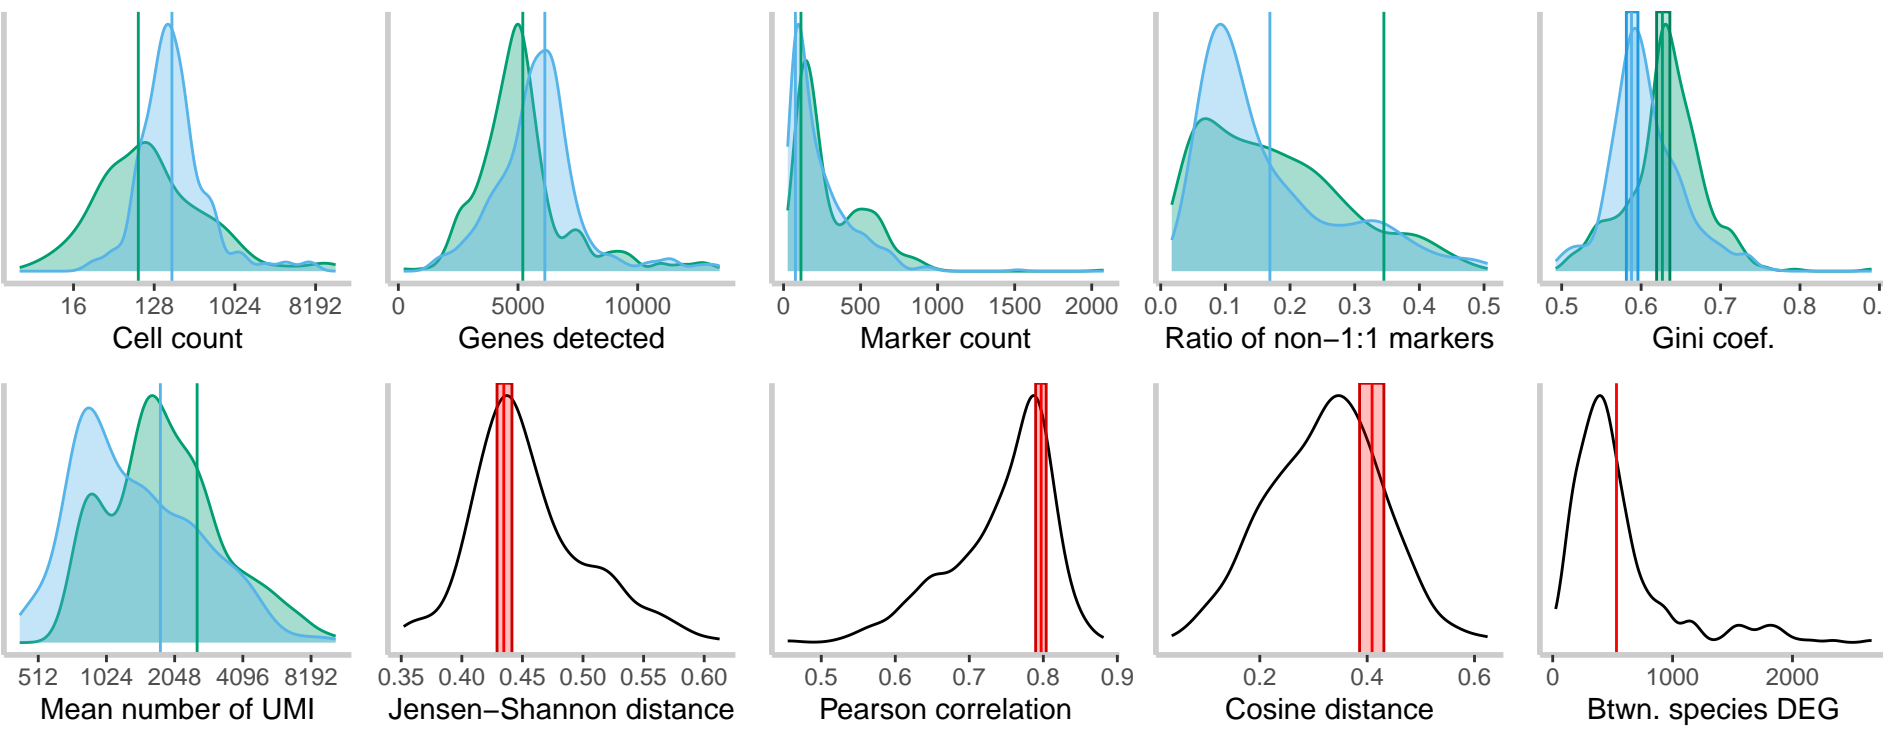 16 128 1024 8192
Cell count
0 5000 10000
Genes detected
0 500 1000 1500 2000
Marker count
0.0 0.1 0.2 0.3 0.4 0.5
Ratio of non−1:1 markers
0.5 0.6 0.7 0.8 0.
Gini coef.
512 1024 2048 4096 8192
Mean number of UMI
0.35 0.40 0.45 0.50 0.55 0.60
Jensen−Shannon distance
0.5 0.6 0.7 0.8 0.9
Pearson correlation
0.2 0.4 0.6
Cosine distance
0 1000 2000
Btwn. species DEG